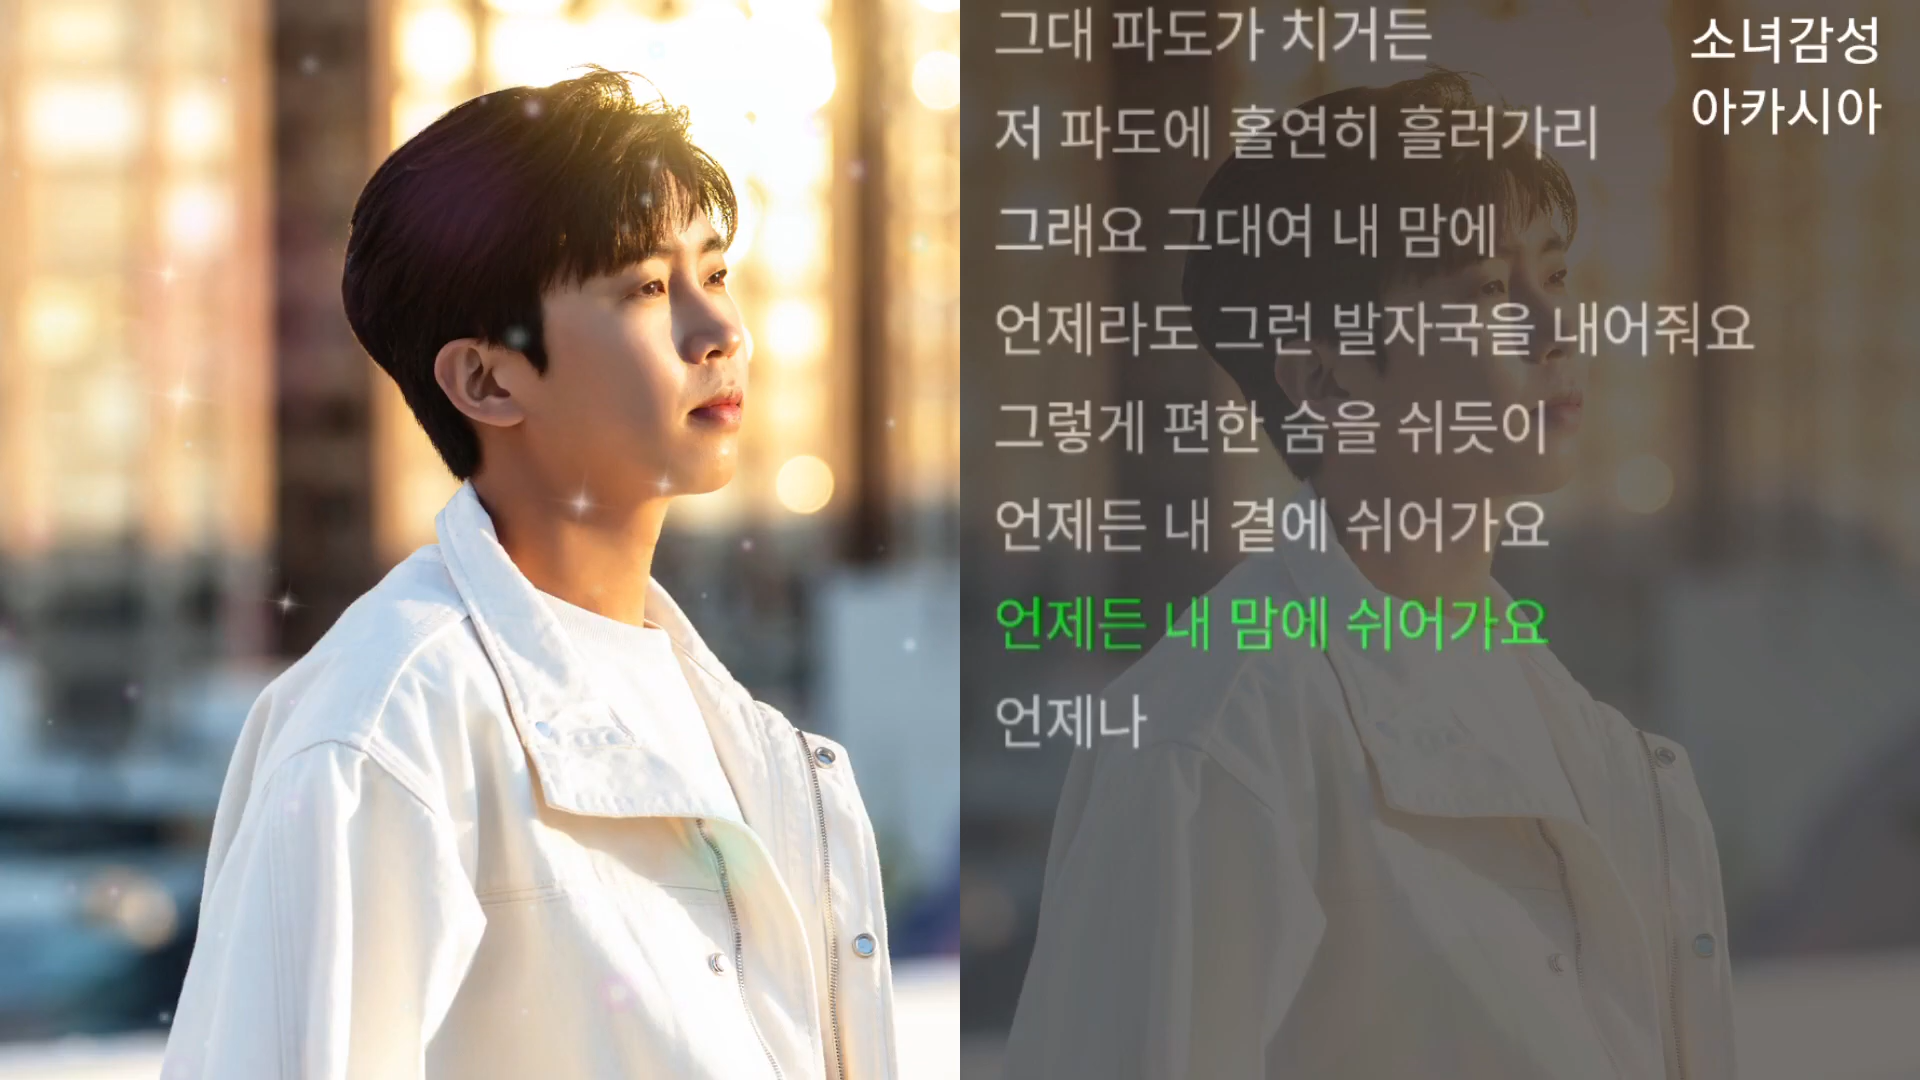 그대 파도가 치거든
저 파도에 홀연히 흘러가리
그래요 그대여 내 맘에
언제라도 그런 발자국을 내어줘요
그렇게 편한 숨을 쉬듯이
언제든 내 곁에 쉬어가요
언제든 내 맘에 쉬어가요
언제나
소녀감성
아카시아